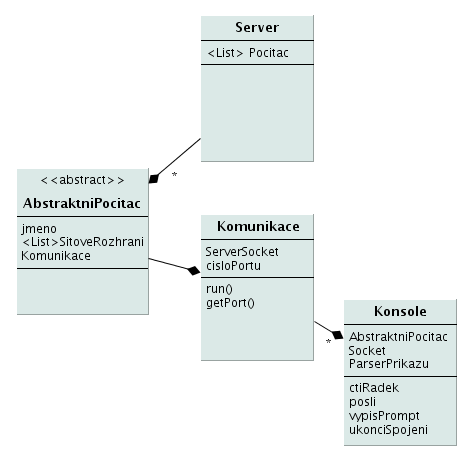 Server
<List> Pocitac
*
<<abstract>>
AbstraktniPocitac
jmeno
<List>SitoveRozhrani
Komunikace
Komunikace
ServerSocket
cisloPortu
run()
getPort()
*
Konsole
AbstraktniPocitac
Socket
ParserPrikazu
ctiRadek
posli
vypisPrompt
ukonciSpojeni